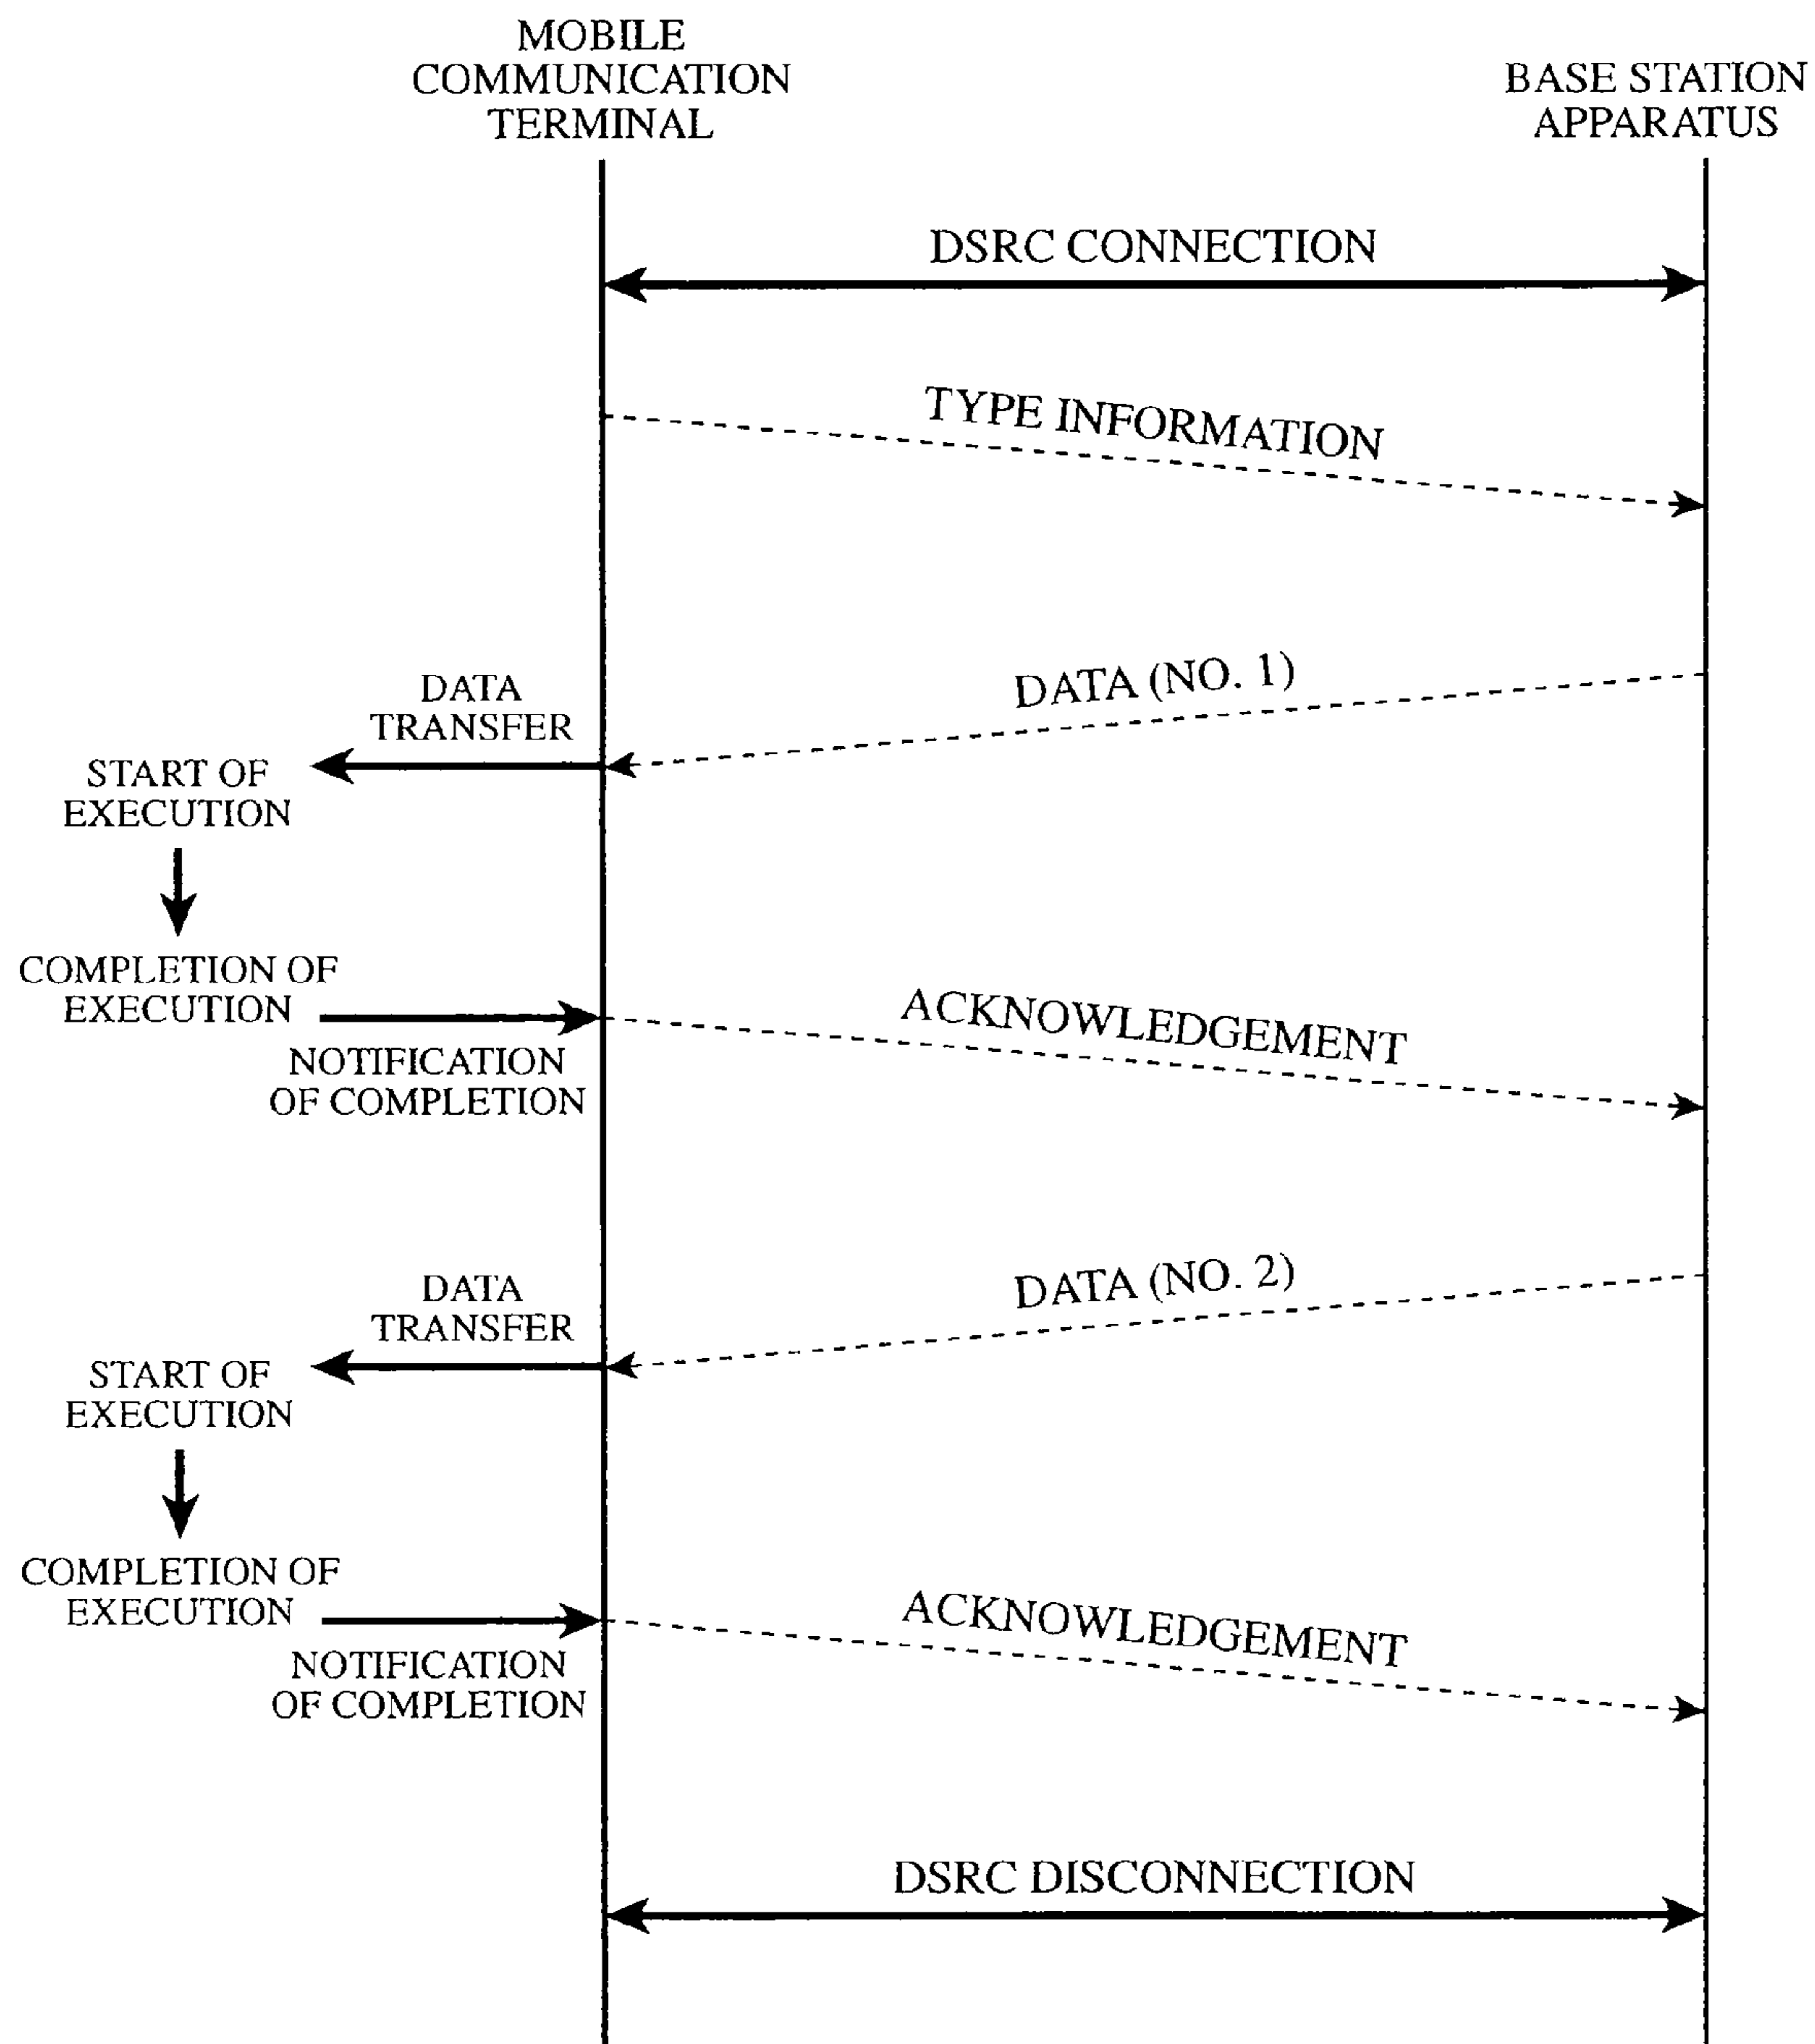 MOBILE
COMMUNICATION
TERMINAL
BASE STATION
APPARATUS
DSRC CONNECTION
TYPE INFORMATION
DATA (NO. 1)
DATA
TRANSFER
START OF
EXECUTION
COMPLETION OF
EXECUTION
NOTIFICATION
OF COMPLETION
ACKNOWLEDGEMENT
DATA (NO. 2)
DATA
TRANSFER
START OF
EXECUTION
COMPLETION OF
EXECUTION
NOTIFICATION
OF COMPLETION
ACKNOWLEDGEMENT
DSRC DISCONNECTION